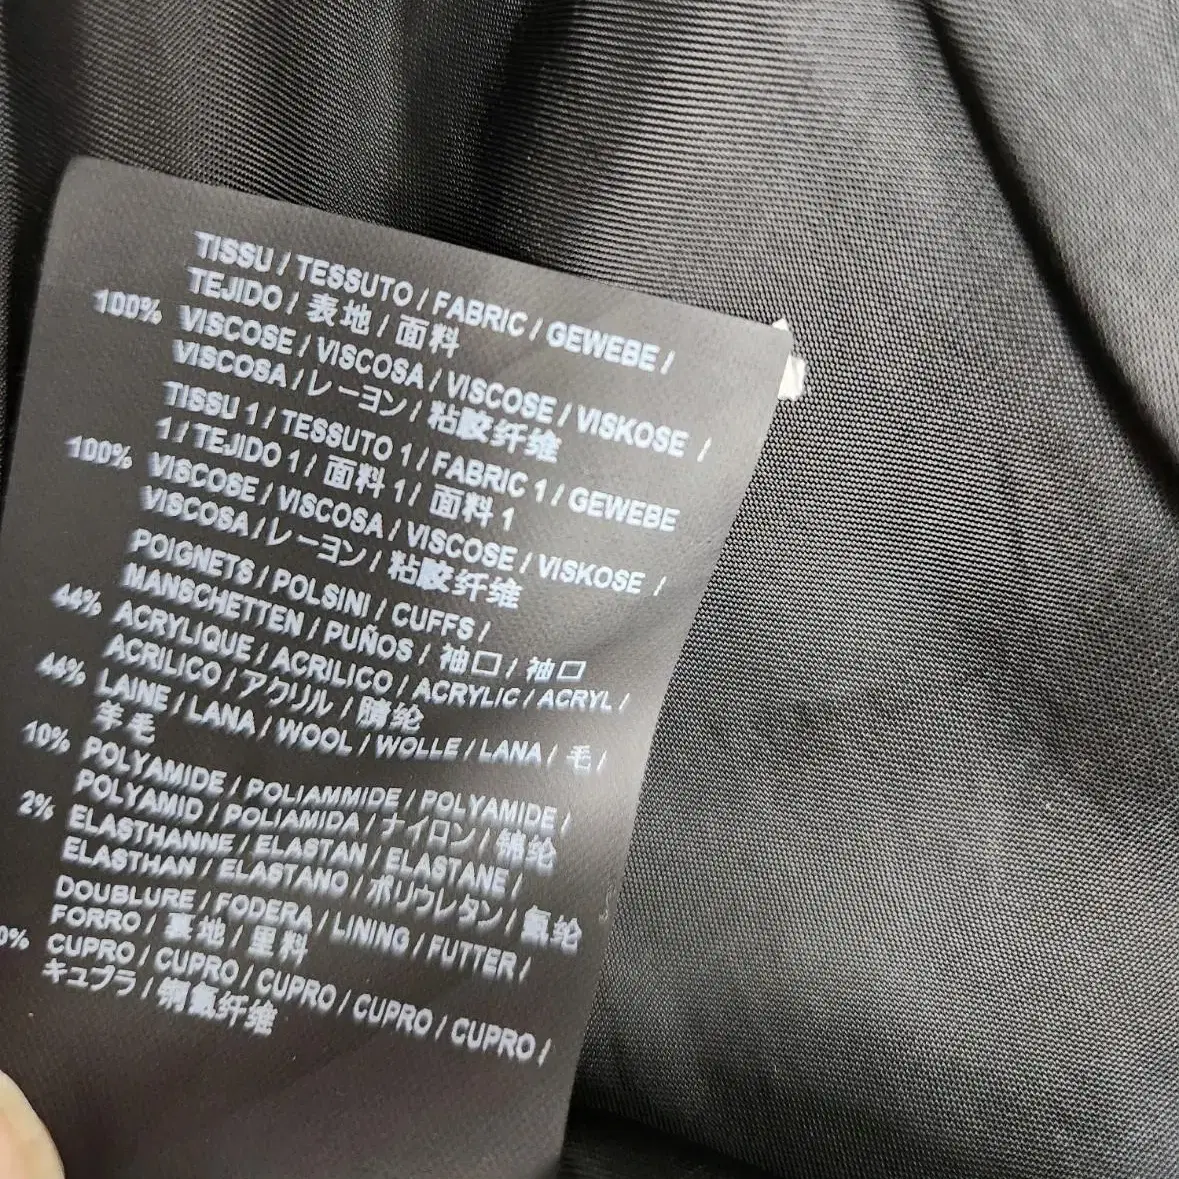 TISSU / TESSUTO / FABRIC / GEWEBE /
TEJIDO / 表地 / 面料
100% VISCOSE / VISCOSA / VISCOSE / VISKOSE /
VISCOSA / レーヨン / 粘胶纤维
TISSU 1 / TESSUTO 1 / FABRIC 1 / GEWEBE
1 / TEJIDO 1 / 面料 1 / 面料 1
100% VISCOSE / VISCOSA / VISCOSE / VISKOSE /
VISCOSA / レーヨン / 粘胶纤维
POIGNETS / POLSINI / CUFFS /
MANSCHETTEN / PUÑOS / 袖口 / 袖口
44% ACRYLIQUE / ACRILICO / ACRYLIC / ACRYL /
ACRILICO / アクリル / 腈纶
44% LAINE / LANA / WOOL / WOLLE / LANA / 毛 /
羊毛
10% POLYAMIDE / POLIAMMIDE / POLYAMIDE /
POLYAMID / POLIAMIDA / ナイロン / 锦纶
2% ELASTHANNE / ELASTAN / ELASTANE /
ELASTHAN / ELASTANO / ポリウレタン / 氨纶
DOUBLURE / FODERA / LINING / FUTTER /
FORRO / 裏地 / 里料
0% CUPRO / CUPRO / CUPRO / CUPRO / CUPRO /
キュプラ / 铜氨纤维